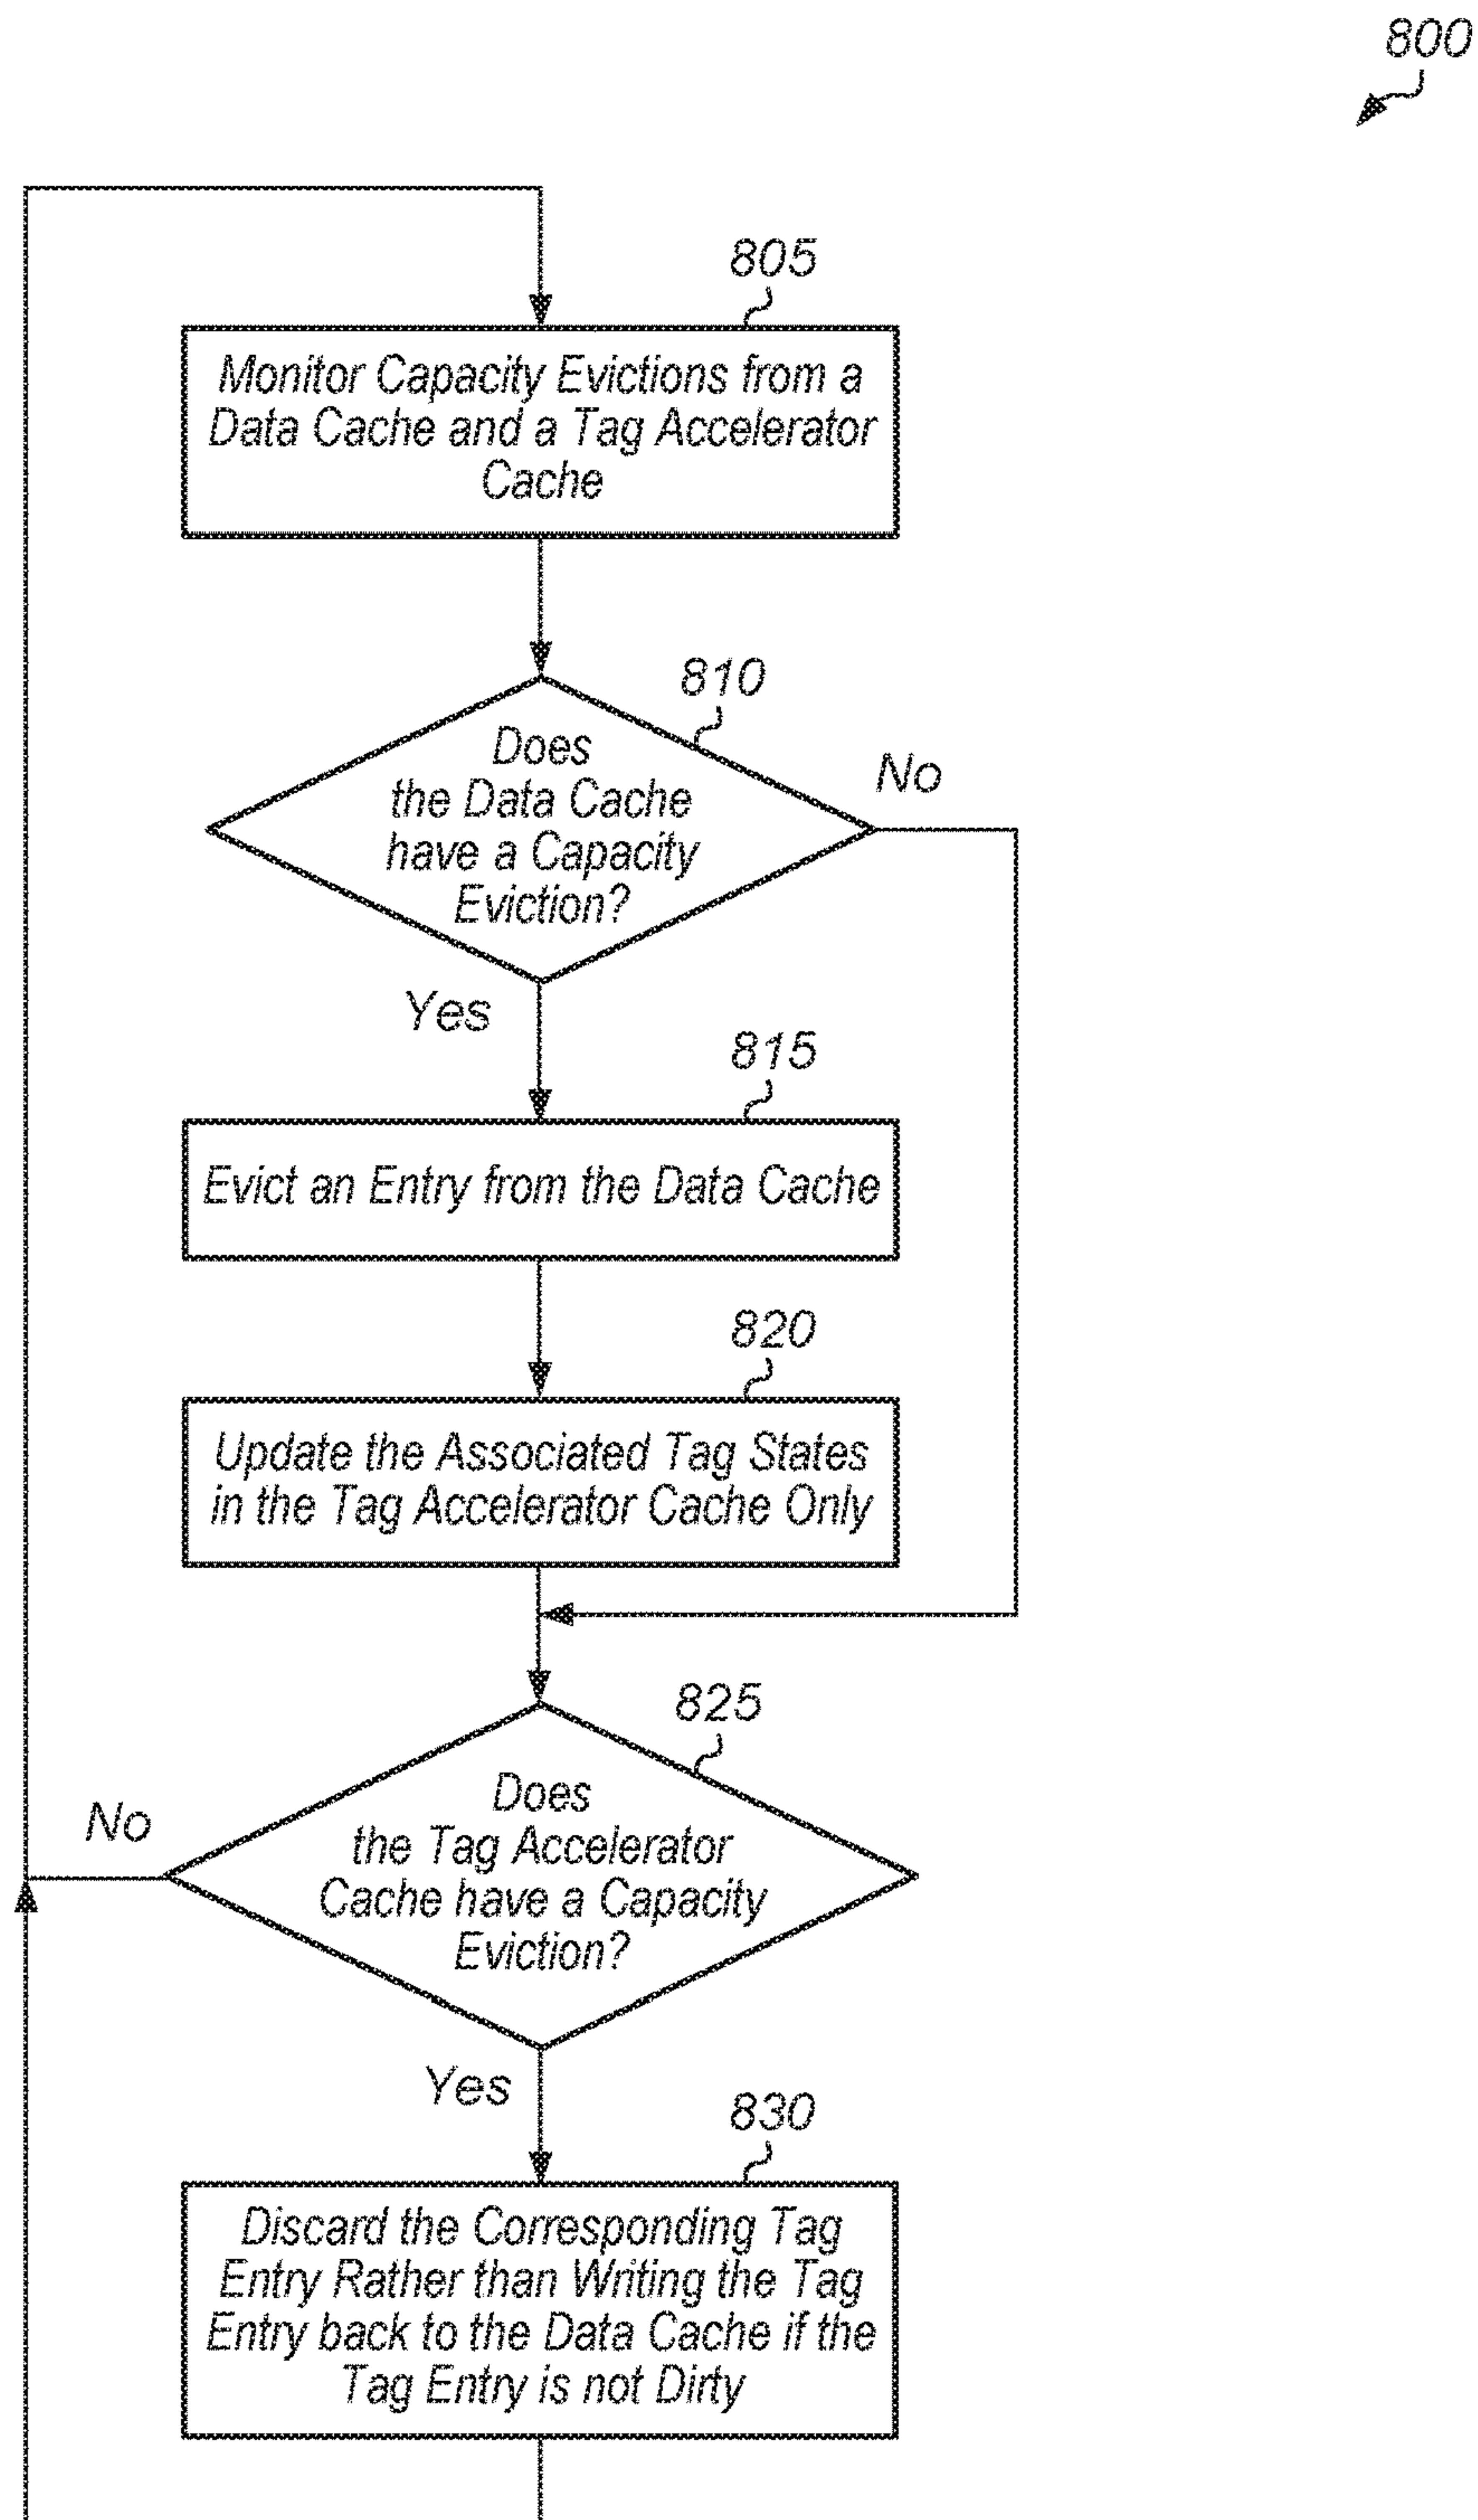 800
805
Monitor Capacity Evictions from a
Data Cache and a Tag Accelerator
Cache
810
Does
the Data Cache
have a Capacity
Eviction?
No
Yes
815
Evict an Entry from the Data Cache
820
Update the Associated Tag States
in the Tag Accelerator Cache Only
825
Does
the Tag Accelerator
Cache have a Capacity
Eviction?
No
Yes
830
Discard the Corresponding Tag
Entry Rather than Writing the Tag
Entry back to the Data Cache if the
Tag Entry is not Dirty